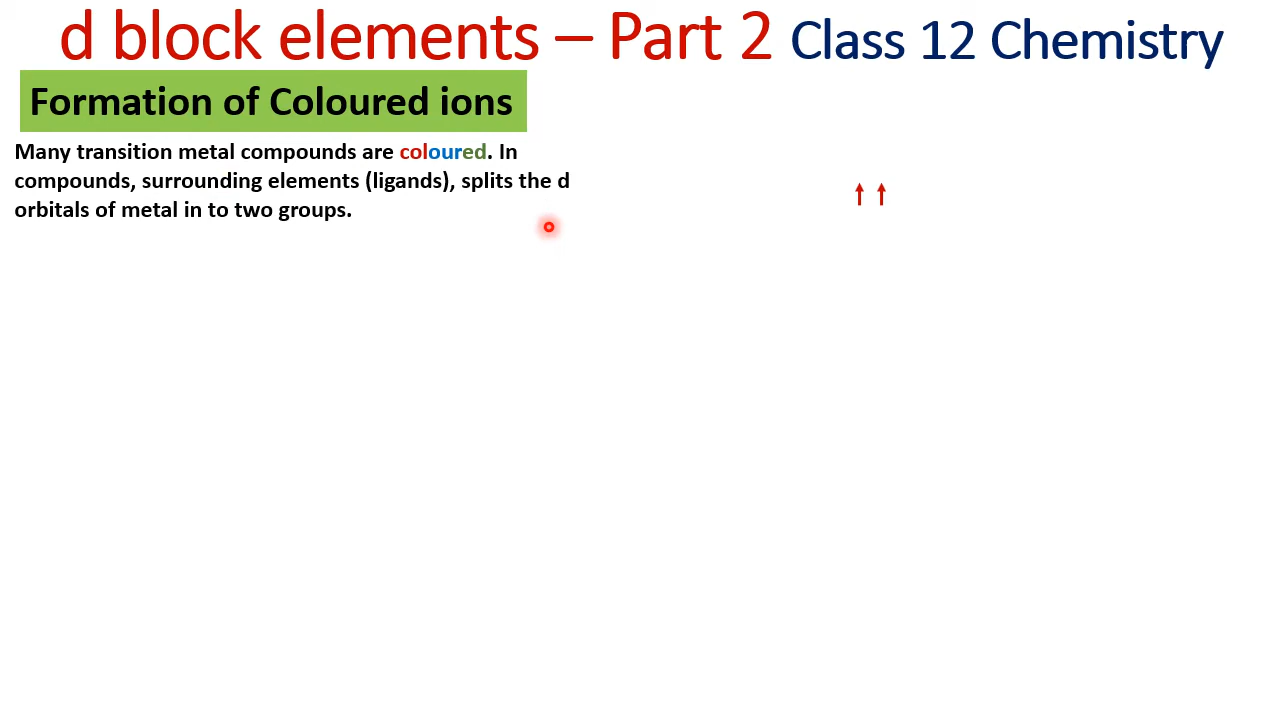 d block elements – Part 2 Class 12 Chemistry
Formation of Coloured ions
Many transition metal compounds are coloured. In
compounds, surrounding elements (ligands), splits the d
orbitals of metal in to two groups.